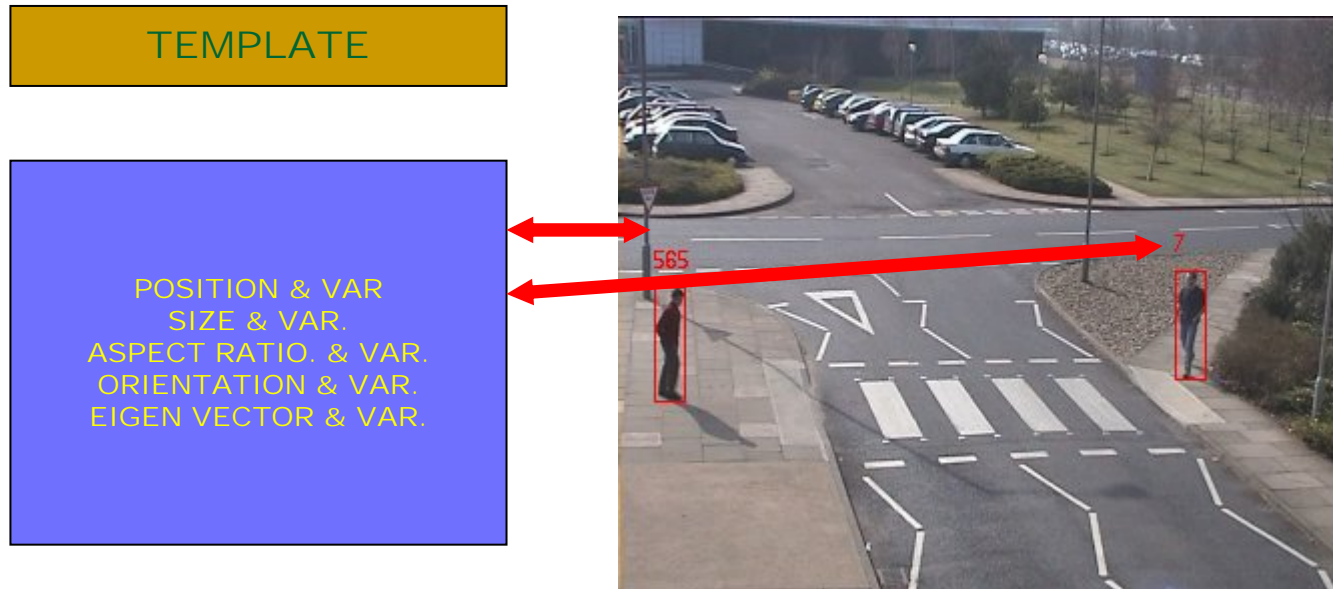 TEMPLATE
POSITION & VAR
SIZE & VAR.
ASPECT RATIO. & VAR.
ORIENTATION & VAR.
EIGEN VECTOR & VAR.
565
7